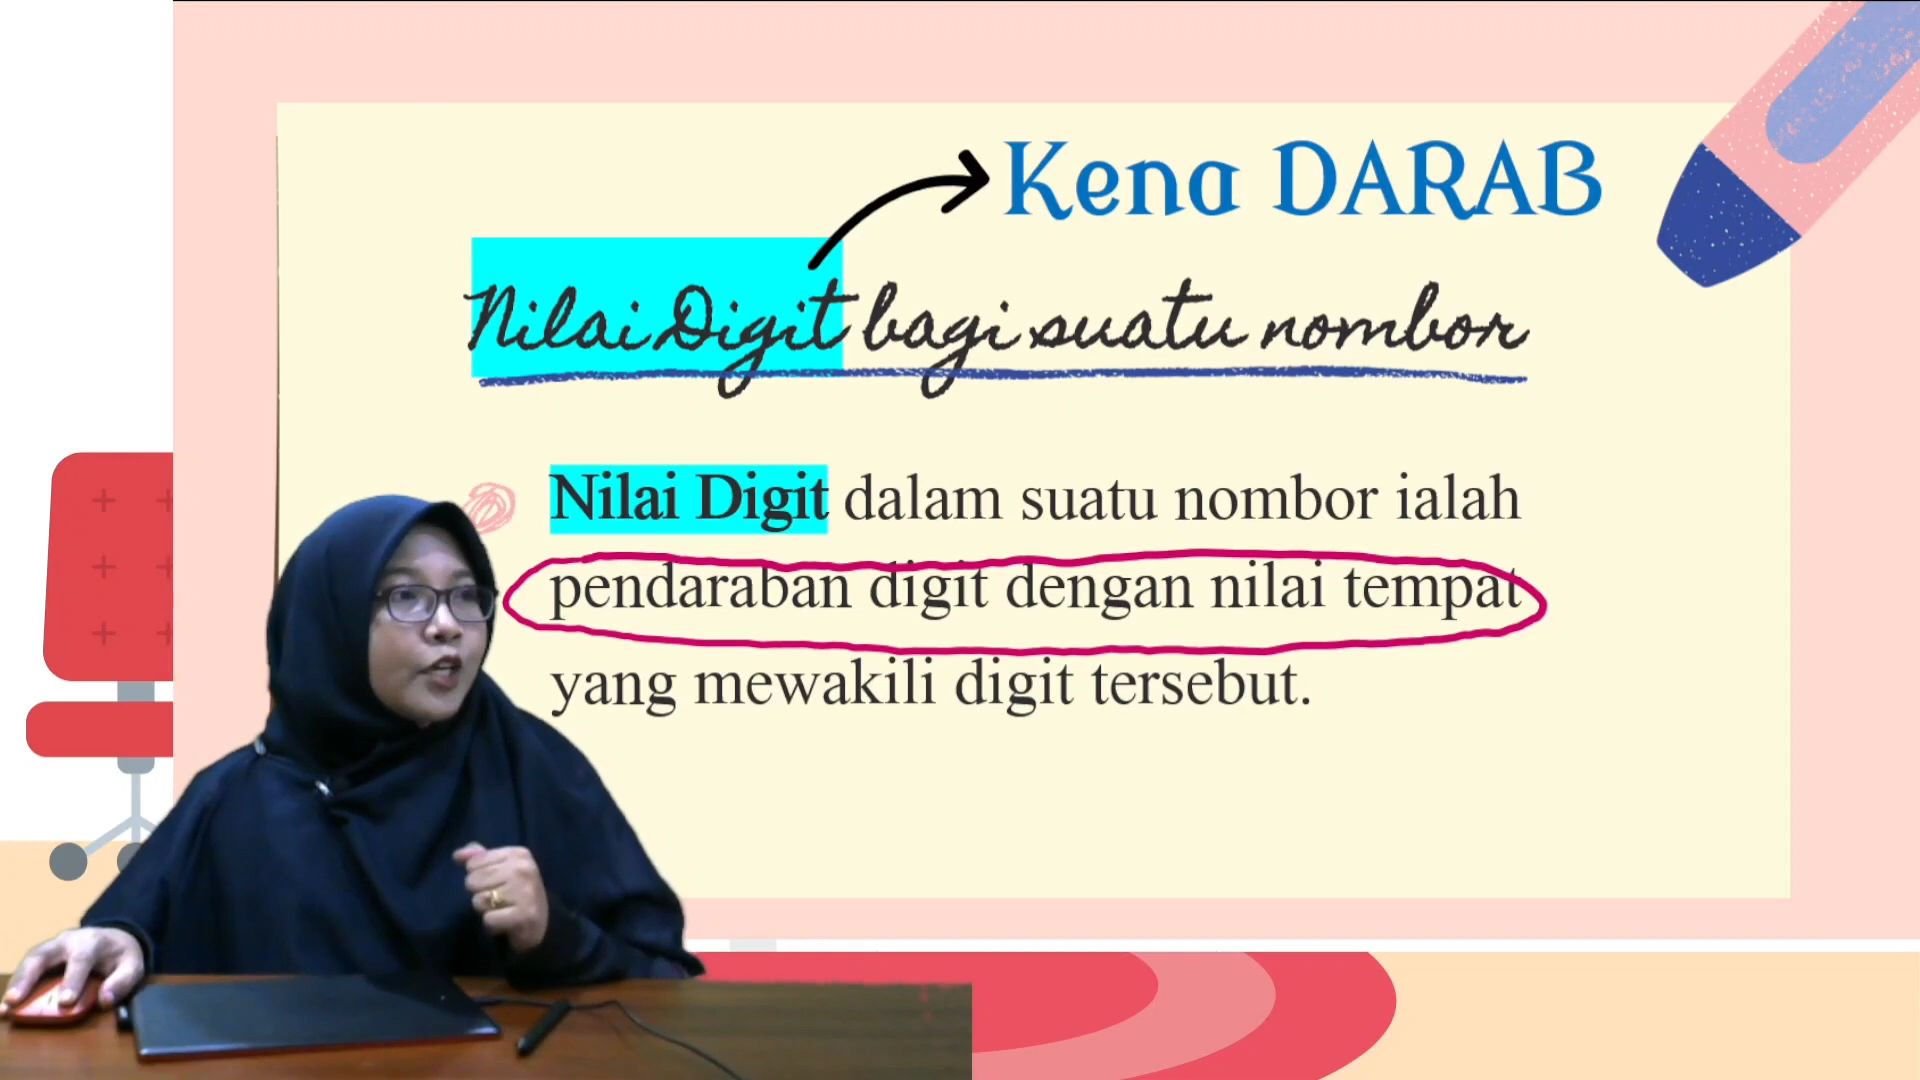 Kena DARAB
Nilai Digit bagi suatu nombor
Nilai Digit dalam suatu nombor ialah
pendaraban digit dengan nilai tempat
yang mewakili digit tersebut.